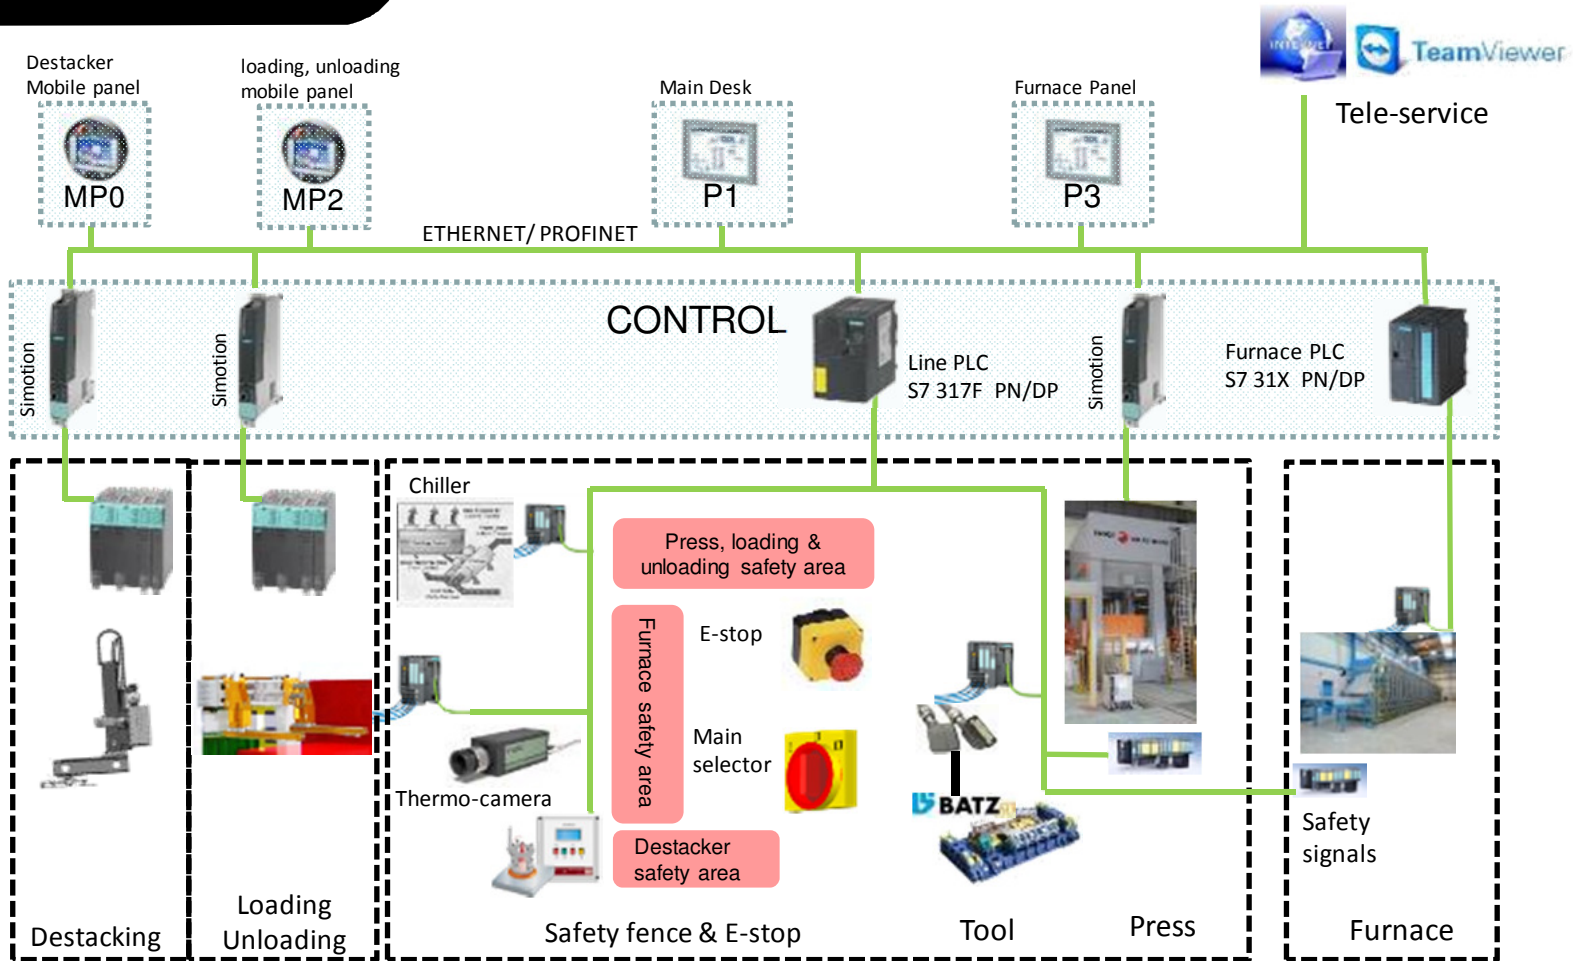 INTERNET
TeamViewer
Tele-service
Destacker
Mobile panel
MP0
loading, unloading
mobile panel
MP2
Main Desk
P1
Furnace Panel
P3
ETHERNET/ PROFINET
CONTROL
Simotion
Simotion
Line PLC
S7 317F PN/DP
Simotion
Furnace PLC
S7 31X PN/DP
Chiller
Press, loading &
unloading safety area
Furnace safety area
E-stop
Main
selector
Thermo-camera
Destacker
safety area
BATZ
Safety
signals
Destacking
Loading
Unloading
Safety fence & E-stop
Tool
Press
Furnace